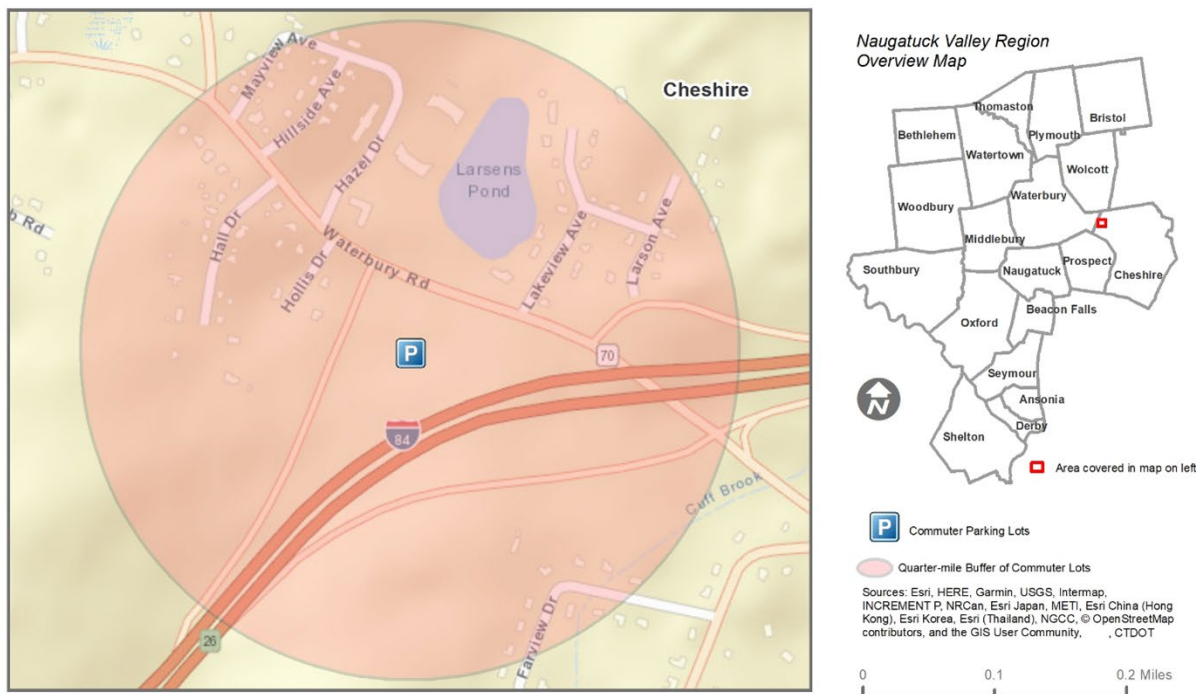 Mayview Ave
Hillside Ave
Hazel Dr
Hall Dr
Hollis Dr
Waterbury Rd
Larsens
Pond
Lakeview Ave
Larson Ave
Cheshire
b Rd
P
70
84
26
Cuff Brook
Farview Dr
Naugatuck Valley Region
Overview Map
Thomaston
Bristol
Bethlehem
Plymouth
Watertown
Wolcott
Waterbury
Woodbury
Middlebury
Southbury
Naugatuck
Prospect
Cheshire
Beacon Falls
Oxford
Seymour
Ansonia
Derby
Shelton
N
Area covered in map on left
P
Commuter Parking Lots
Quarter-mile Buffer of Commuter Lots
Sources: Esri, HERE, Garmin, USGS, Intermap,
INCREMENT P, NRCan, Esri Japan, METI, Esri China (Hong
Kong), Esri Korea, Esri (Thailand), NGCC, © OpenStreetMap
contributors, and the GIS User Community, , CTDOT
0 0.1 0.2 Miles